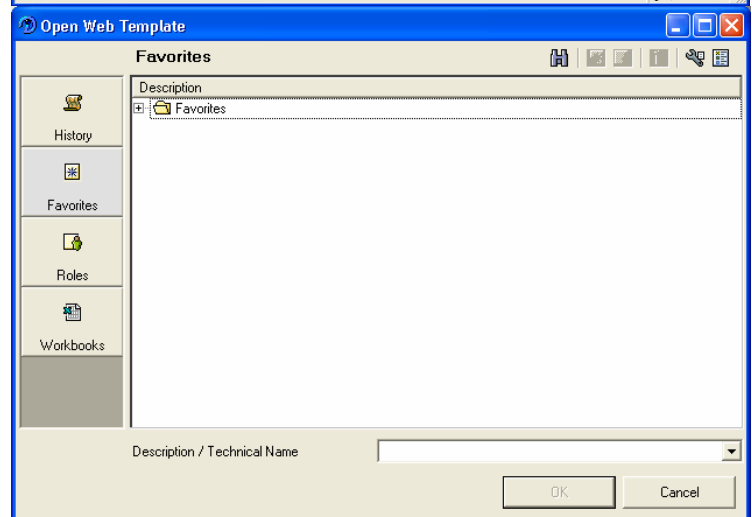 Open Web Template
Favorites
Description
Favorites
History
Favorites
Roles
Workbooks
Description / Technical Name
OK
Cancel